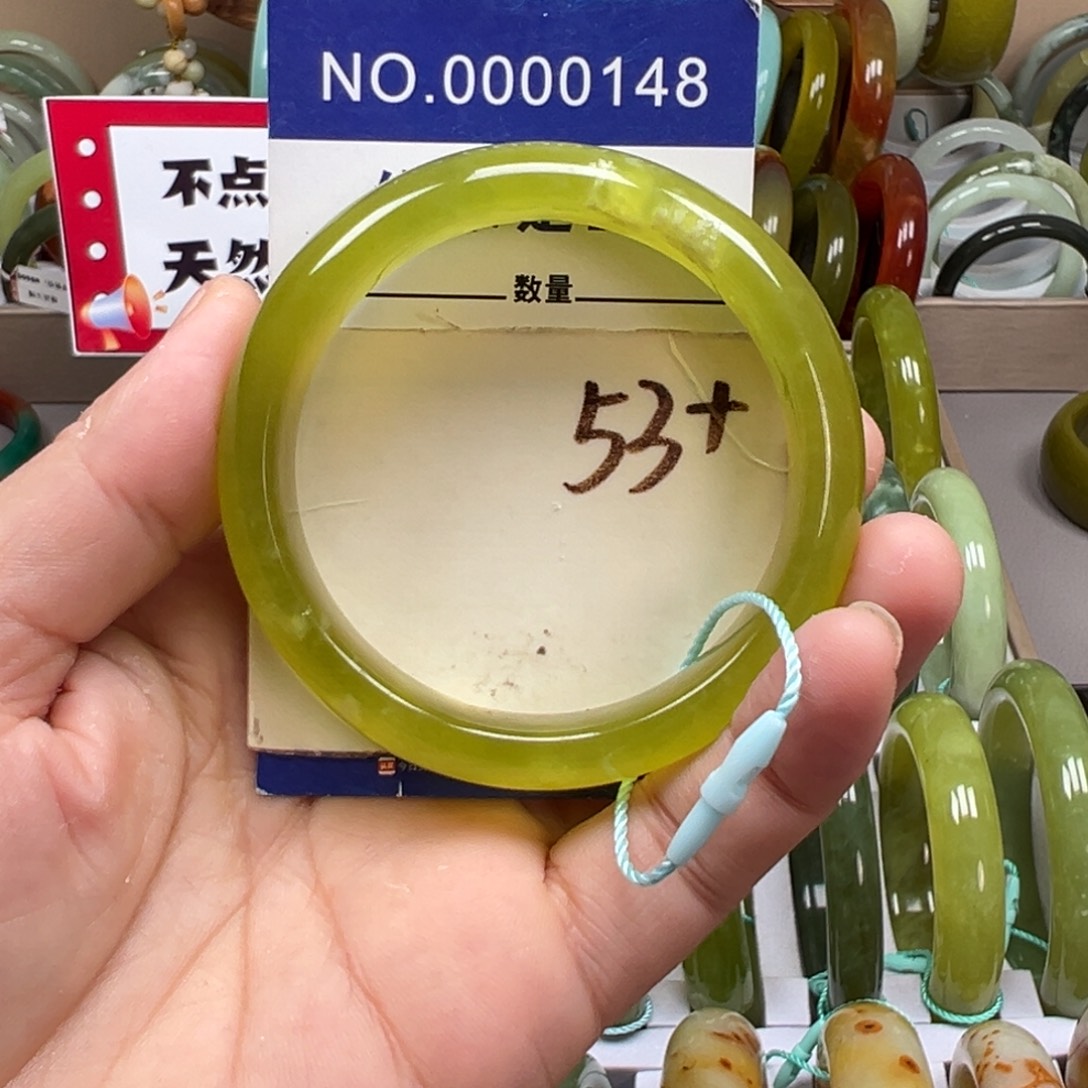 NO.0000148
不点
天然
数量
53+